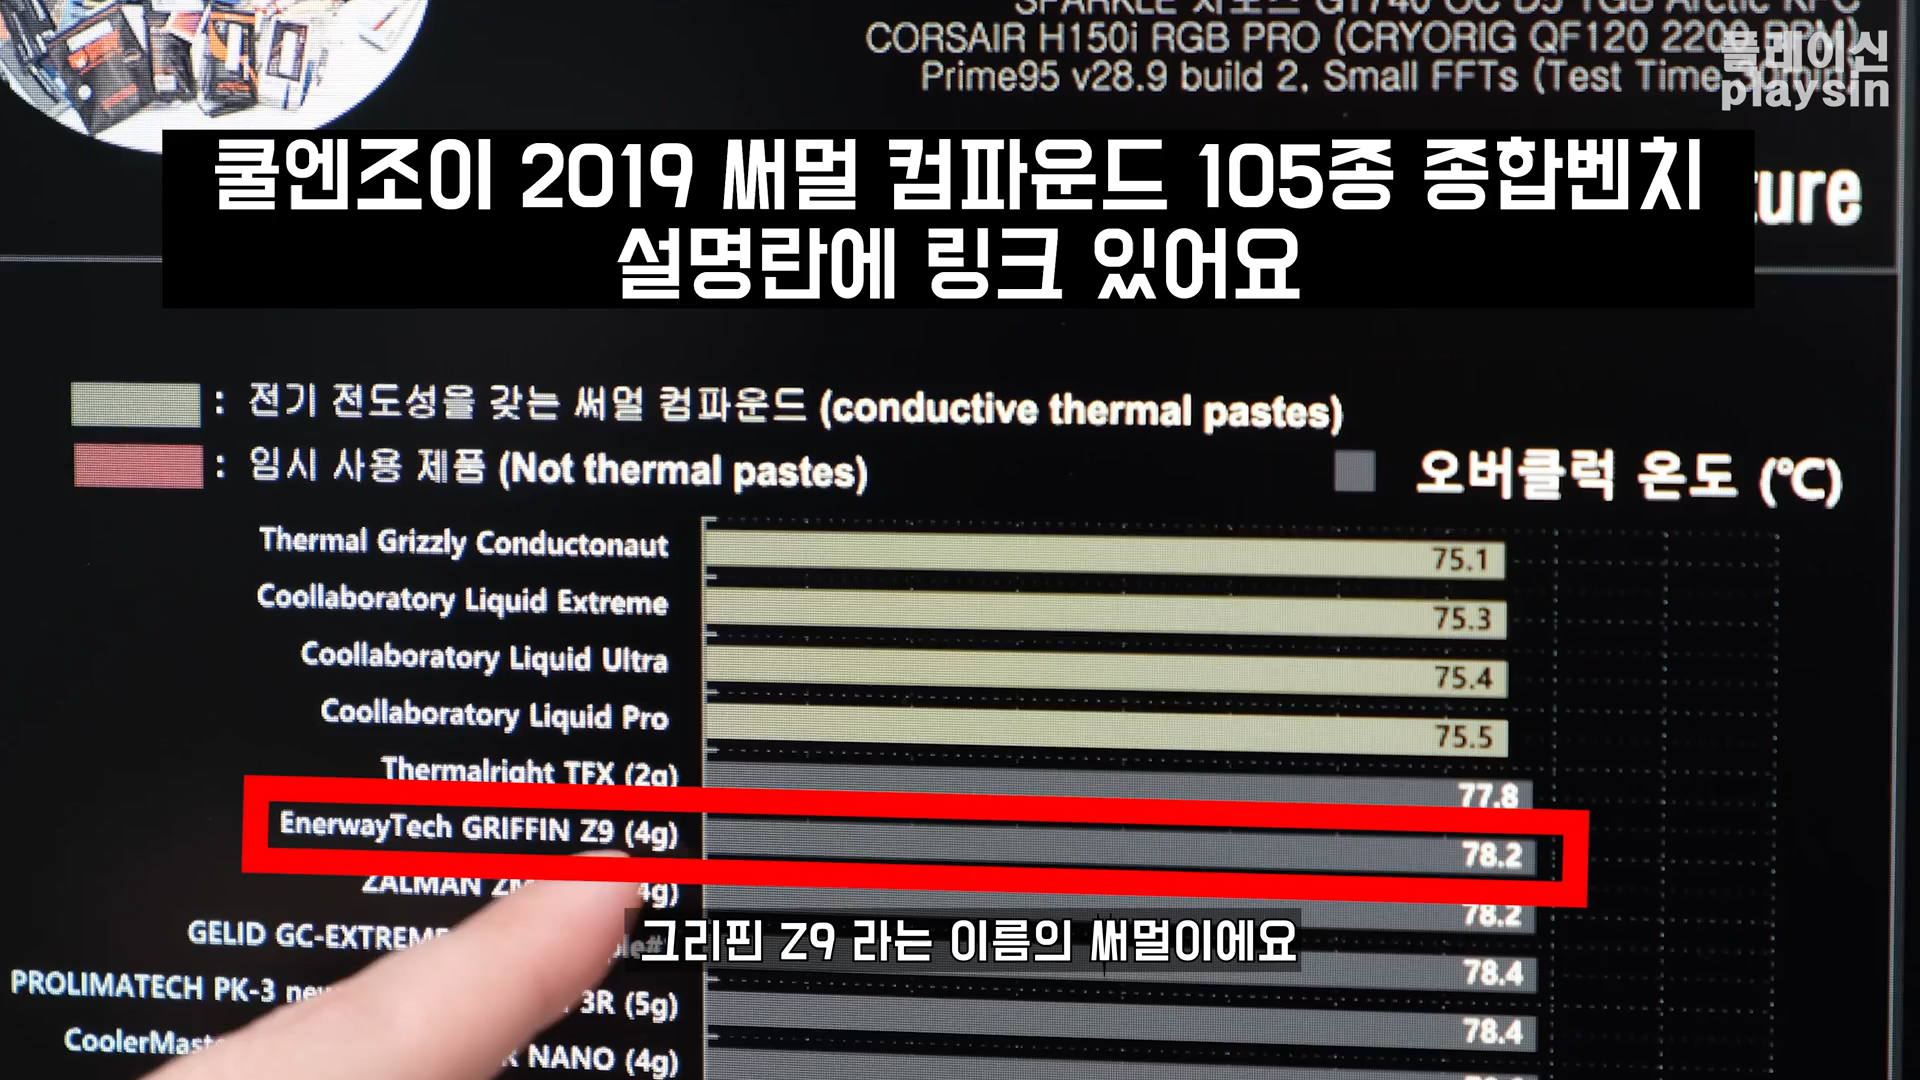 CORSAIR H150i RGB PRO (CRYORIG QF120 2200 RPM)
Prime95 v28.9 build 2, Small FFTs (Test Time
플레이신
playsin
쿨엔조이 2019 써멀 컴파운드 105종 종합벤치
설명란에 링크 있어요
: 전기 전도성을 갖는 써멀 컴파운드 (conductive thermal pastes)
: 임시 사용 제품 (Not thermal pastes)
오버클럭 온도 (℃)
Thermal Grizzly Conductonaut 75.1
Coollaboratory Liquid Extreme 75.3
Coollaboratory Liquid Ultra 75.4
Coollaboratory Liquid Pro 75.5
Thermalright TFX (2g) 77.8
EnerwayTech GRIFFIN Z9 (4g) 78.2
ZALMAN 4g) 78.2
GELID GC-EXTREME 78.4
PROLIMATECH PK-3 3R (5g) 78.4
NANO (4g)
그리핀 Z9 라는 이름의 써멀이에요